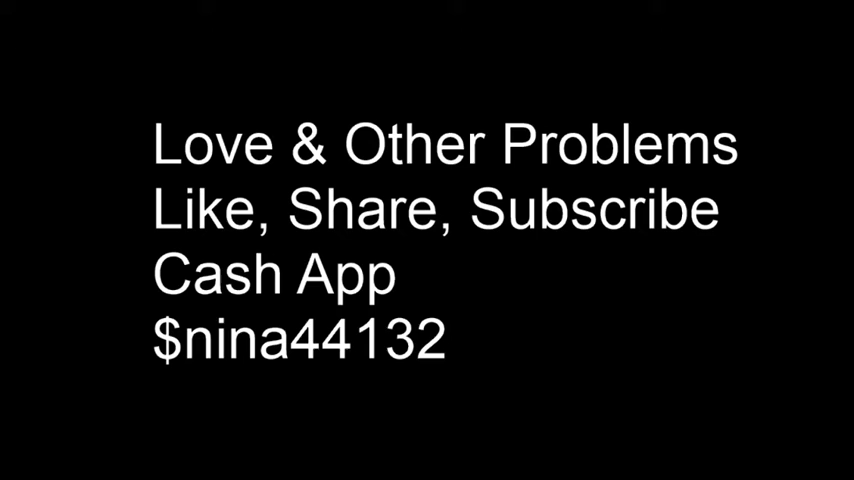 Love & Other Problems
Like, Share, Subscribe
Cash App
$nina44132